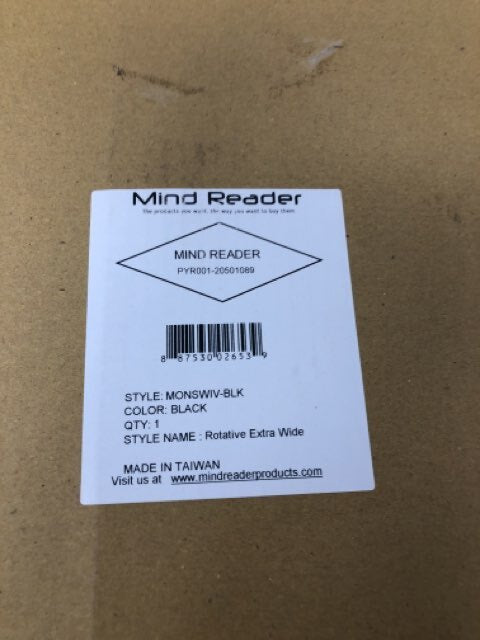 Mind Reader
The products you want, the way you want to buy them
MIND READER
PYR001-20501089
8 87530 02653 9
STYLE: MONSWIV-BLK
COLOR: BLACK
QTY: 1
STYLE NAME : Rotative Extra Wide
MADE IN TAIWAN
Visit us at www.mindreaderproducts.com